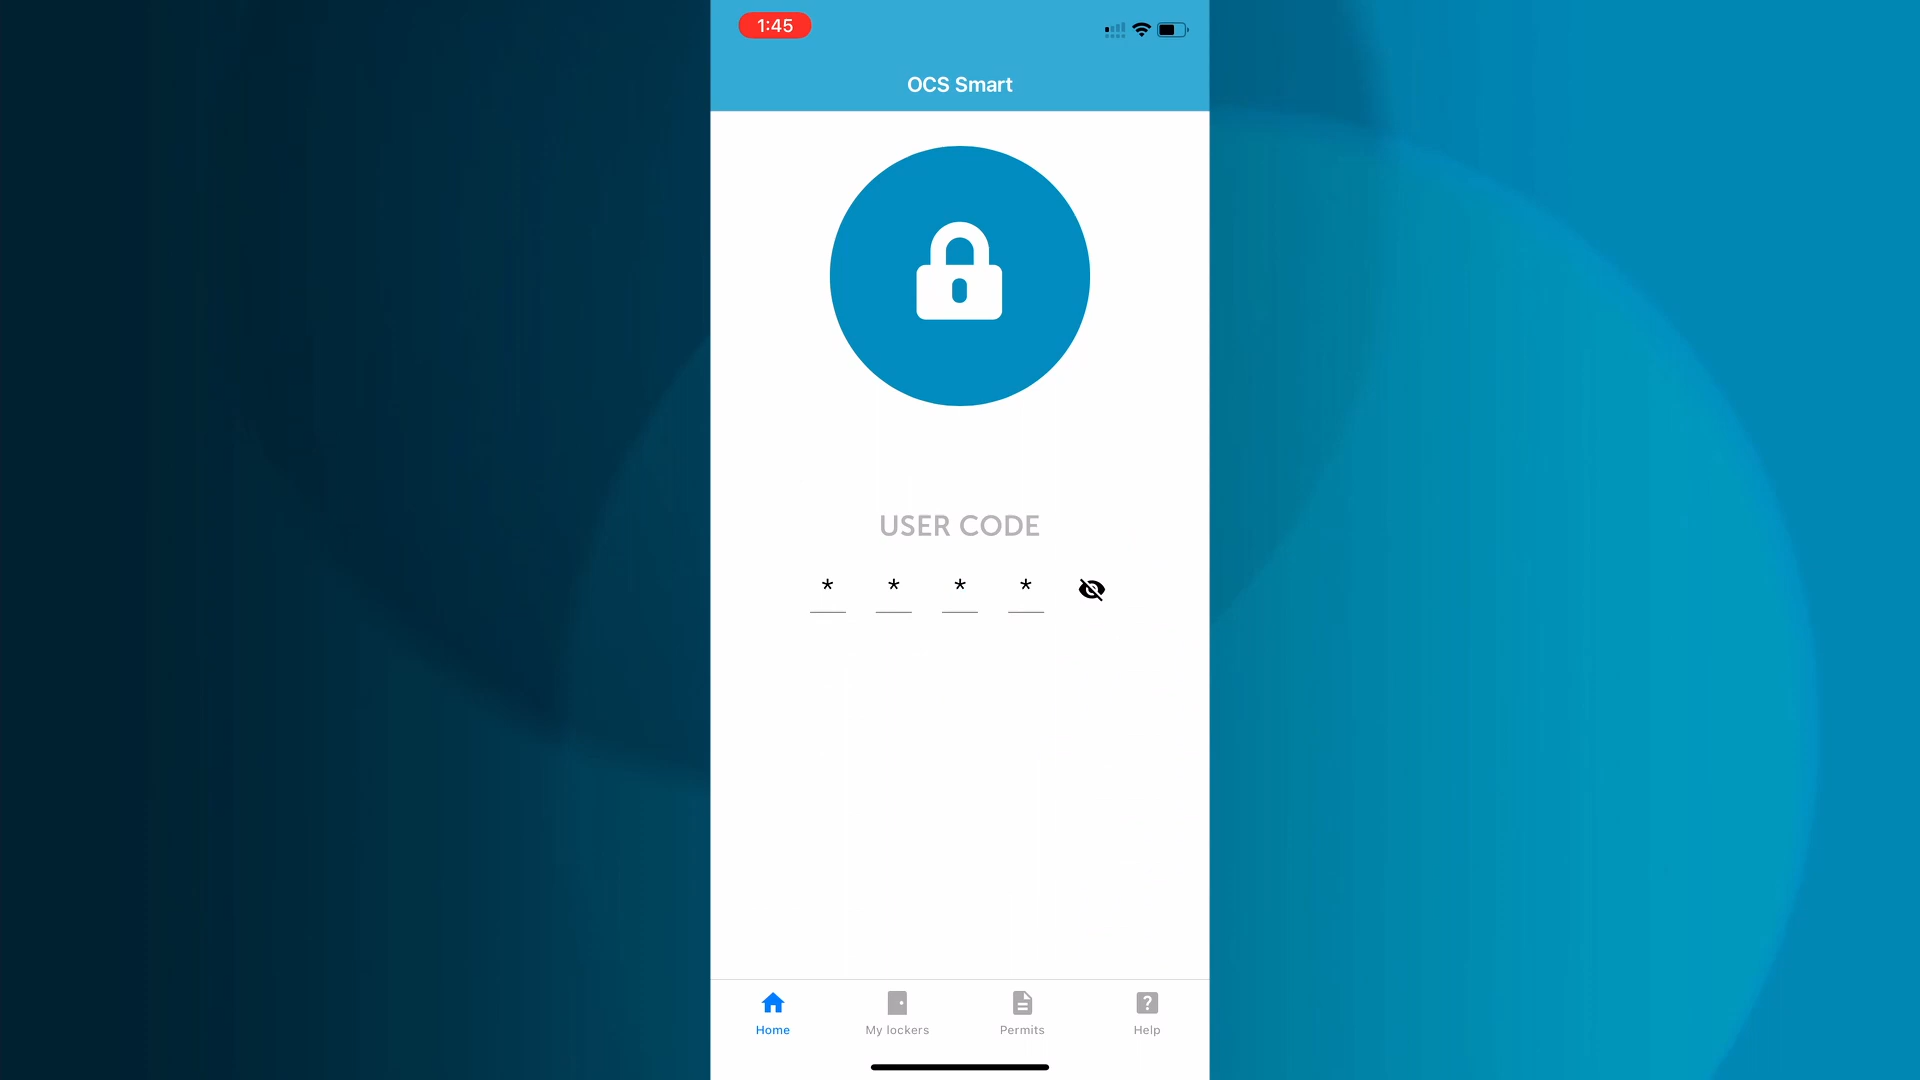 1:45
OCS Smart
USER CODE
* * * *
Home My lockers Permits Help